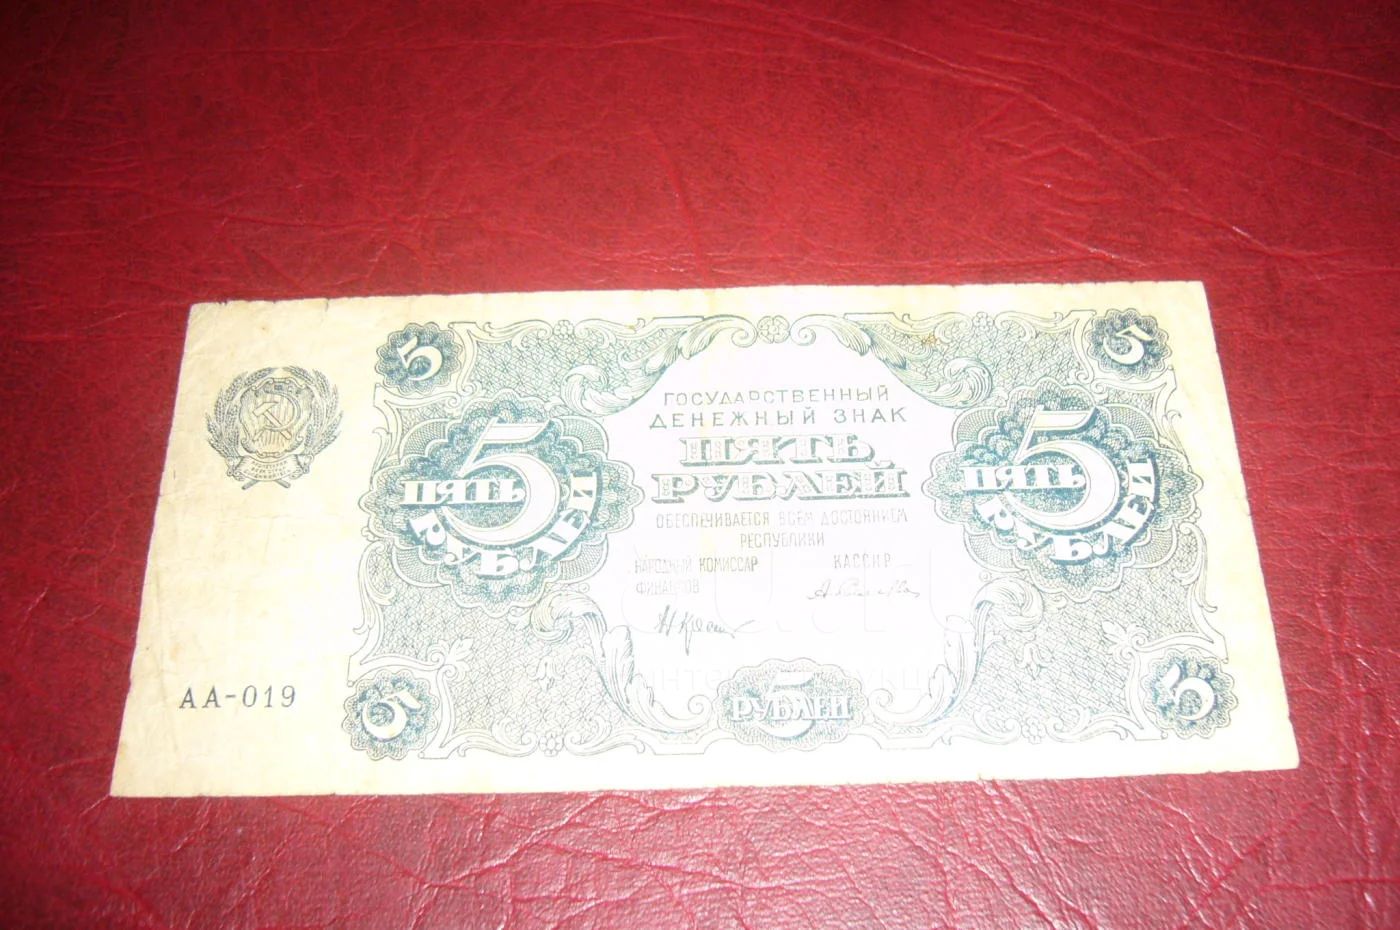 5
5
ГОСУДАРСТВЕННЫЙ
ДЕНЕЖНЫЙ ЗНАК
ПЯТЬ
РУБЛЕЙ
5
ПЯТЬ
РУБЛЕЙ
5
ПЯТЬ
РУБЛЕЙ
ОБЕСПЕЧИВАЕТСЯ ВСЕМ ДОСТОЯНИЕМ
РЕСПУБЛИКИ
НАРОДНЫЙ КОМИССАР
ФИНАНСОВ
КАССИР
АА-019
5
5
РУБЛЕЙ
5